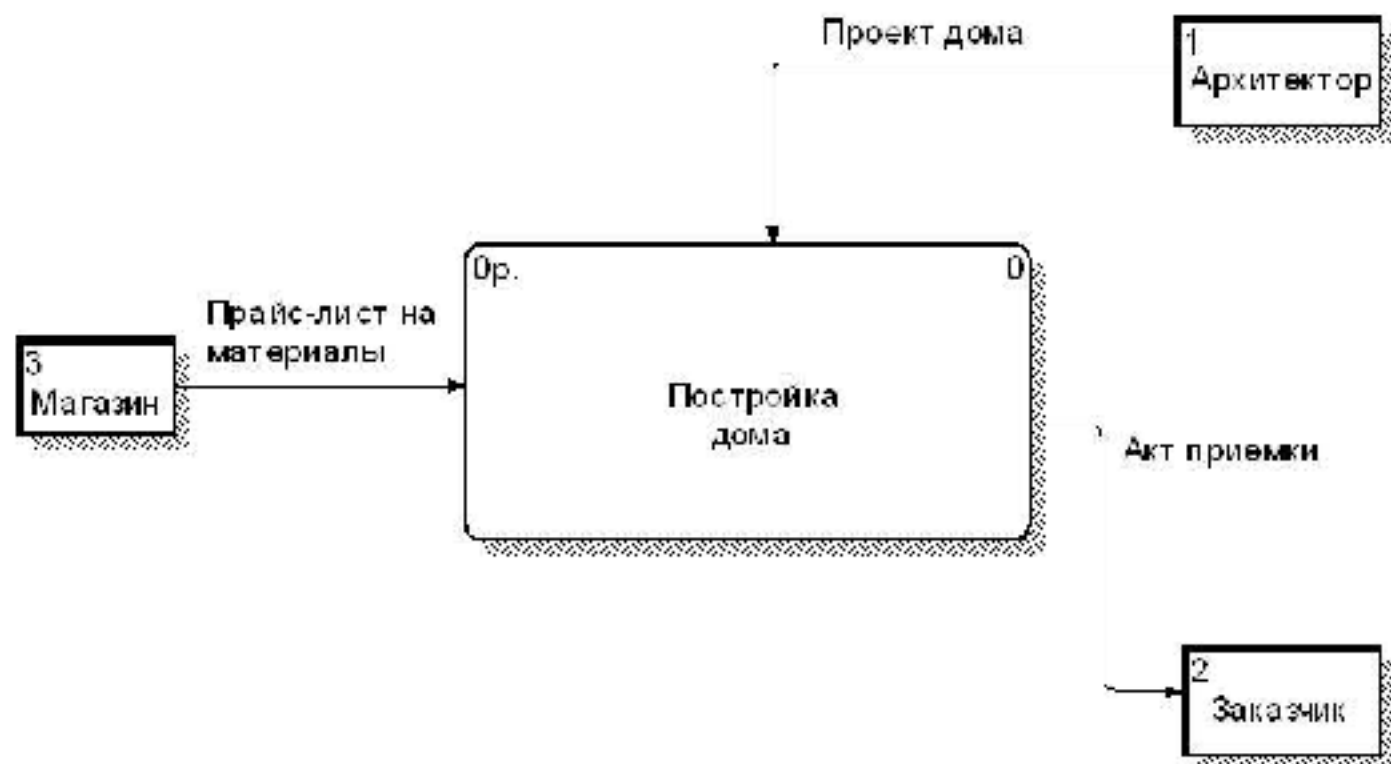 Проект дома
1
Архитектор
0р.
0
Прайс-лист на
материалы
3
Магазин
Постройка
дома
Акт приемки
2
Заказчик